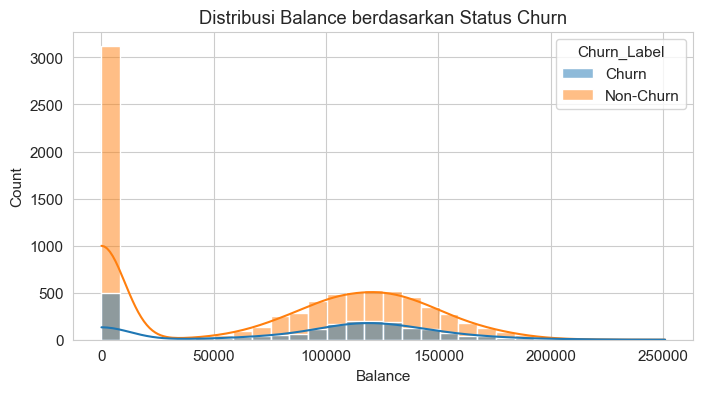 Distribusi Balance berdasarkan Status Churn
Churn_Label
Churn
Non-Churn
3000
2500
2000
1500
1000
500
0
Count
0
50000
100000
150000
200000
250000
Balance